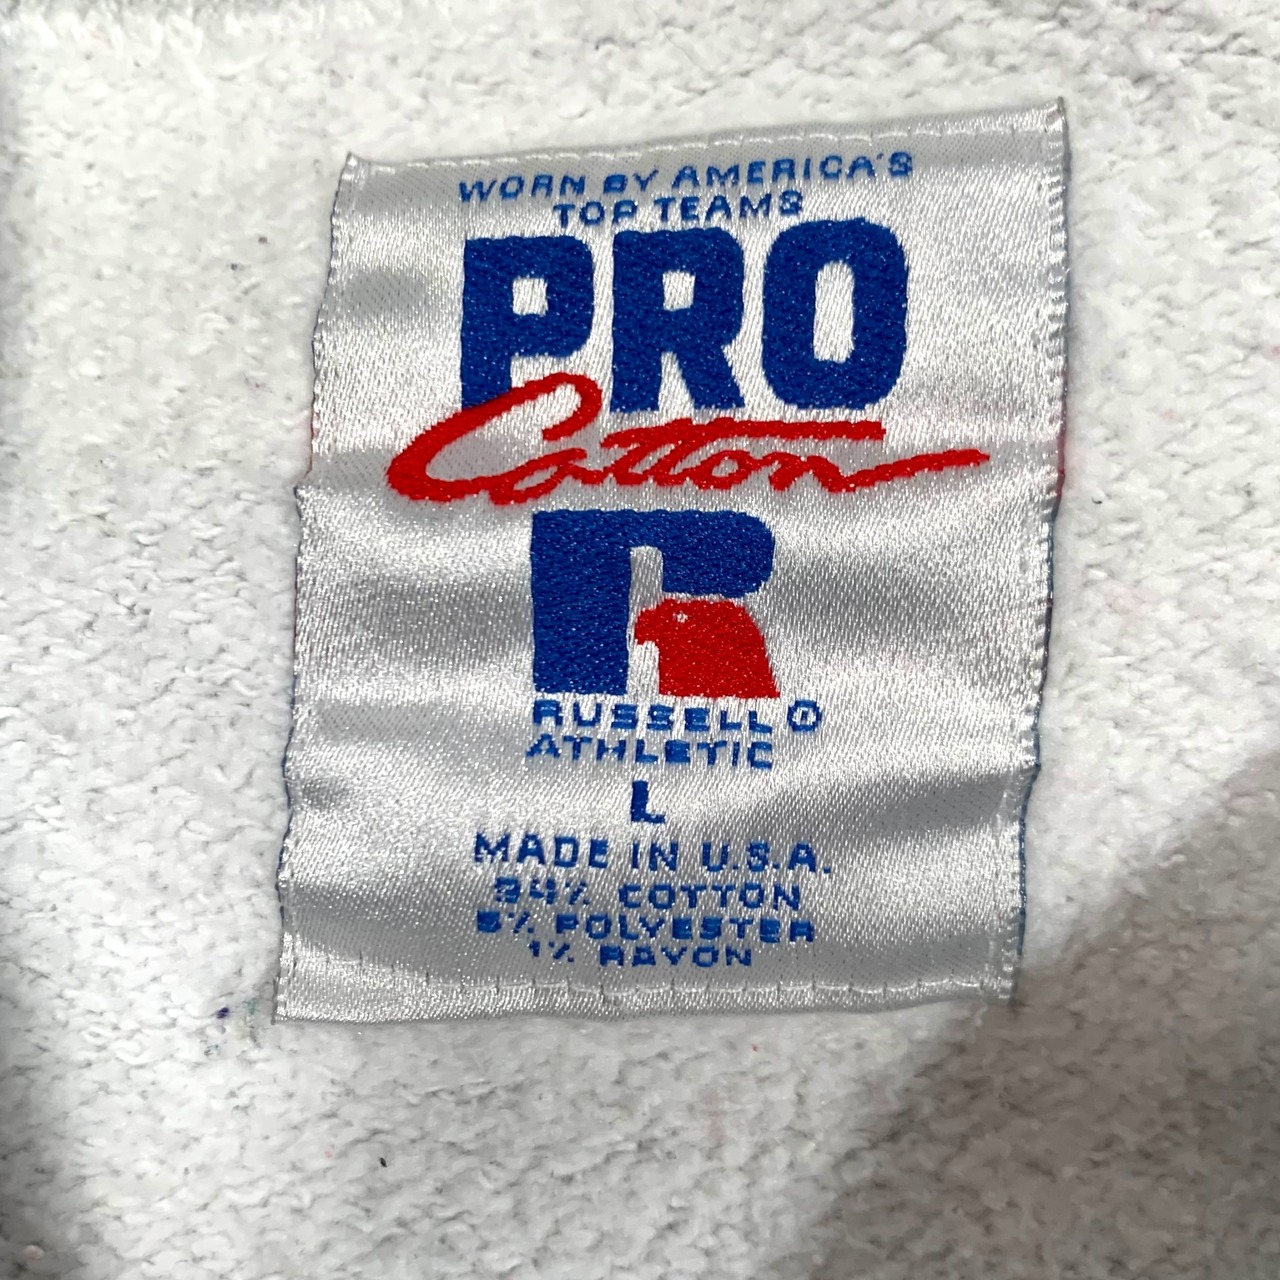 WORN BY AMERICA'S
TOP TEAMS
PRO
Cotton
R
RUSSELL®
ATHLETIC
L
MADE IN U.S.A.
94% COTTON
5% POLYESTER
1% RAYON